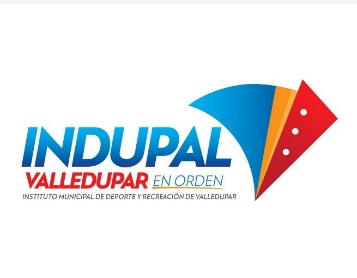 INDUPAL
VALLEDUPAR EN ORDEN
INSTITUTO MUNICIPAL DE DEPORTE Y RECREACIÓN DE VALLEDUPAR